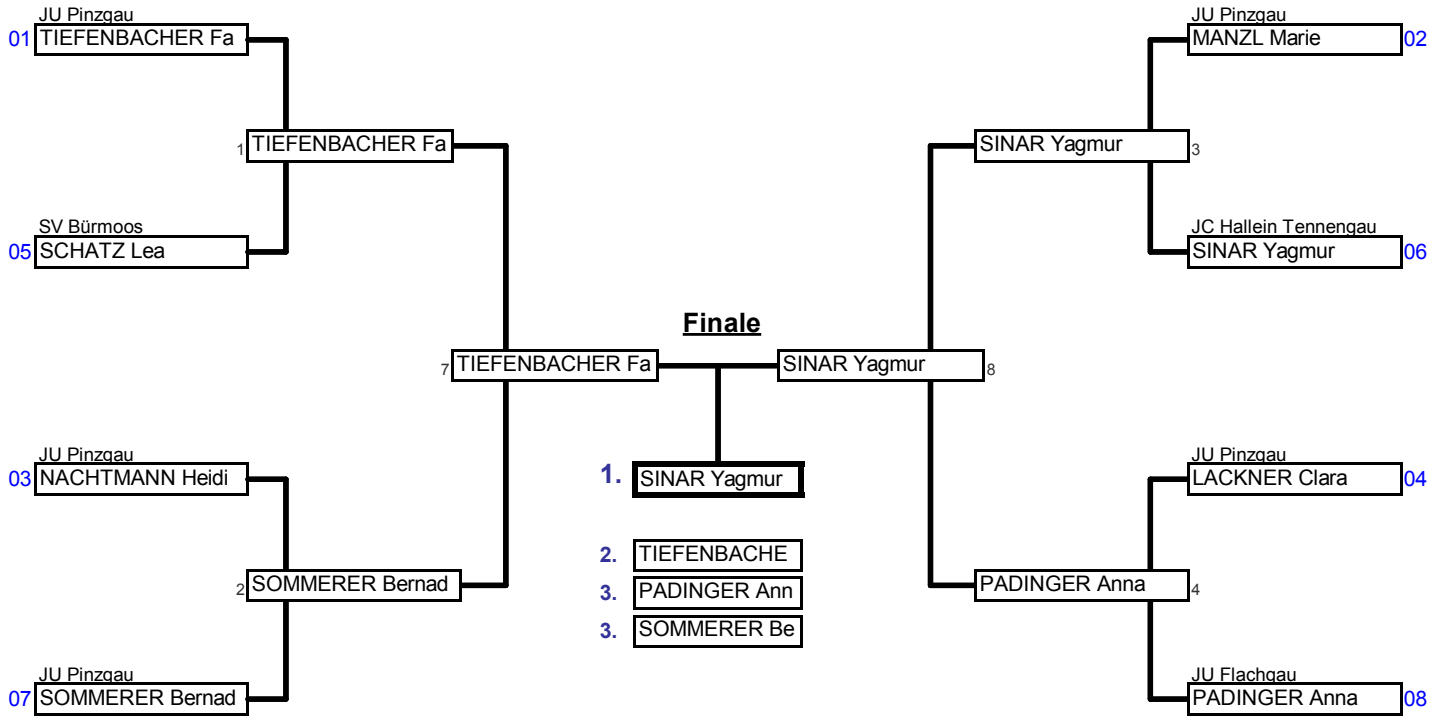 JU Pinzgau
01 TIEFENBACHER Fa
1 TIEFENBACHER Fa
SV Bürmoos
05 SCHATZ Lea
7 TIEFENBACHER Fa
JU Pinzgau
03 NACHTMANN Heidi
2 SOMMERER Bernad
JU Pinzgau
07 SOMMERER Bernad
Finale
1. SINAR Yagmur
2. TIEFENBACHE
3. PADINGER Ann
3. SOMMERER Be
JU Pinzgau
MANZL Marie 02
SINAR Yagmur 3
JC Hallein Tennengau
SINAR Yagmur 06
SINAR Yagmur 8
JU Pinzgau
LACKNER Clara 04
PADINGER Anna 4
JU Flachgau
PADINGER Anna 08